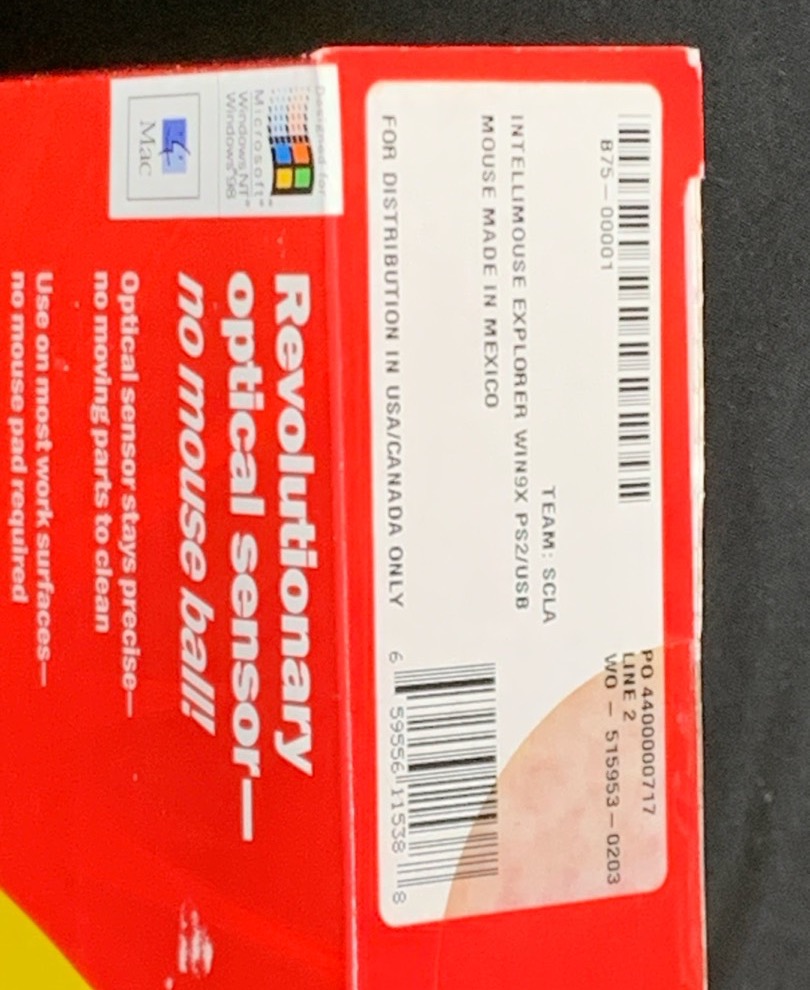 B75-00001
PO 4400000717
LINE 2
WO - 515953-0203
TEAM: SCLA
INTELLIMOUSE EXPLORER WIN9X PS2/USB
MOUSE MADE IN MEXICO
FOR DISTRIBUTION IN USA/CANADA ONLY
6 59556 11538 8
Designed for
Microsoft®
Windows NT®
Windows®98
Mac
Revolutionary
optical sensor—
no mouse ball!
Optical sensor stays precise—
no moving parts to clean
Use on most work surfaces—
no mouse pad required